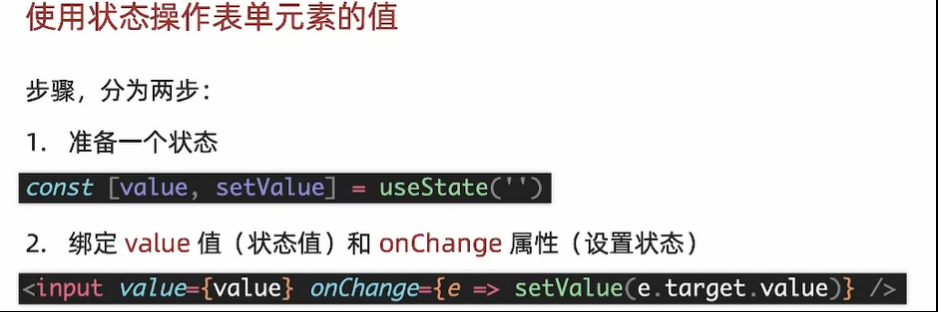 使用状态操作表单元素的值
步骤，分为两步：
1. 准备一个状态
const [value, setValue] = useState('')
2. 绑定 value 值（状态值）和 onChange 属性（设置状态）
<input value={value} onChange={e => setValue(e.target.value)} />